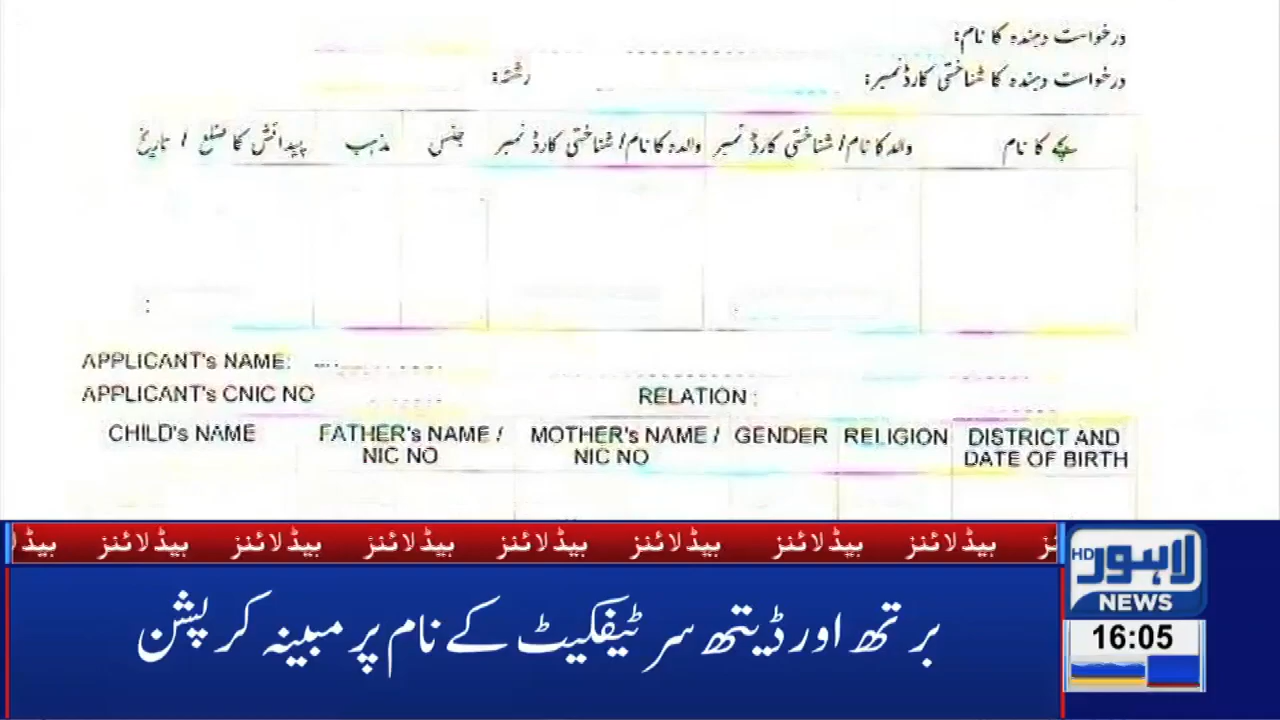 درخواست دہندہ کا نام:
درخواست دہندہ کا شناختی کارڈ نمبر: رشتہ:
بچے کا نام والد کا نام/ شناختی کارڈ نمبر والدہ کا نام/ شناختی کارڈ نمبر جنس مذہب پیدائش کا ضلع / تاریخ
APPLICANT's NAME:
APPLICANT's CNIC NO RELATION :
CHILD's NAME FATHER's NAME / MOTHER's NAME / GENDER RELIGION DISTRICT AND
NIC NO NIC NO DATE OF BIRTH
ہیڈلائنز ہیڈلائنز ہیڈلائنز ہیڈلائنز ہیڈلائنز ہیڈلائنز ہیڈلائنز
لاہور HD
NEWS
برتھ اور ڈیتھ سرٹیفکیٹ کے نام پر مبینہ کرپشن
16:05